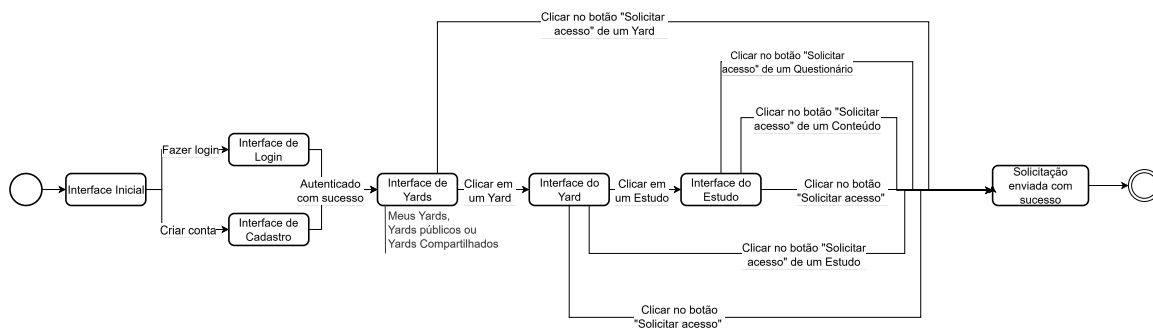 Clicar no botão "Solicitar
acesso" de um Yard
Clicar no botão "Solicitar
acesso" de um Questionário
Clicar no botão "Solicitar
acesso" de um Conteúdo
Fazer login
Interface de
Login
Interface Inicial
Autenticado
com sucesso
Interface de
Yards
Clicar em
um Yard
Interface do
Yard
Clicar em
um Estudo
Interface do
Estudo
Clicar no botão
"Solicitar acesso"
Solicitação
enviada com
sucesso
Criar conta
Interface de
Cadastro
Meus Yards,
Yards públicos ou
Yards Compartilhados
Clicar no botão "Solicitar
acesso" de um Estudo
Clicar no botão
"Solicitar acesso"